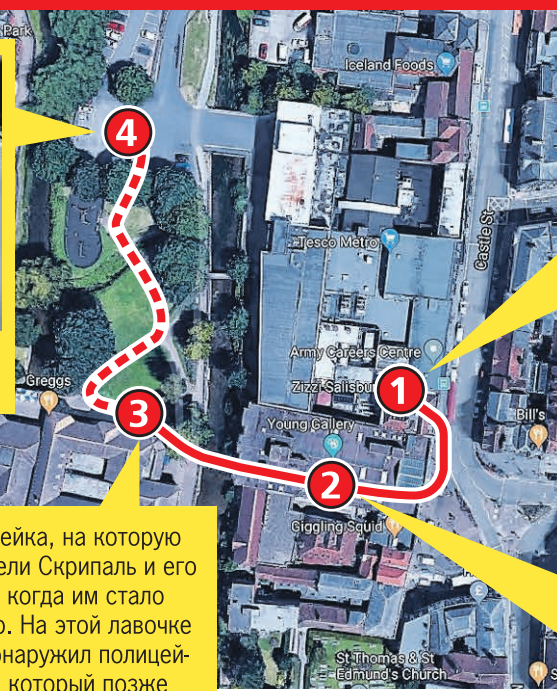 Park
Iceland Foods
4
Tesco Metro
Castle St
Army Careers Centre
Greggs
Zizzi Salisbu
1
3
Young Gallery
Bill's
2
Giggling Squid
ейка, на которую
ели Скрипаль и его
когда им стало
о. На этой лавочке
наружил полицей-
который позже
St Thomas & St
Edmund's Church